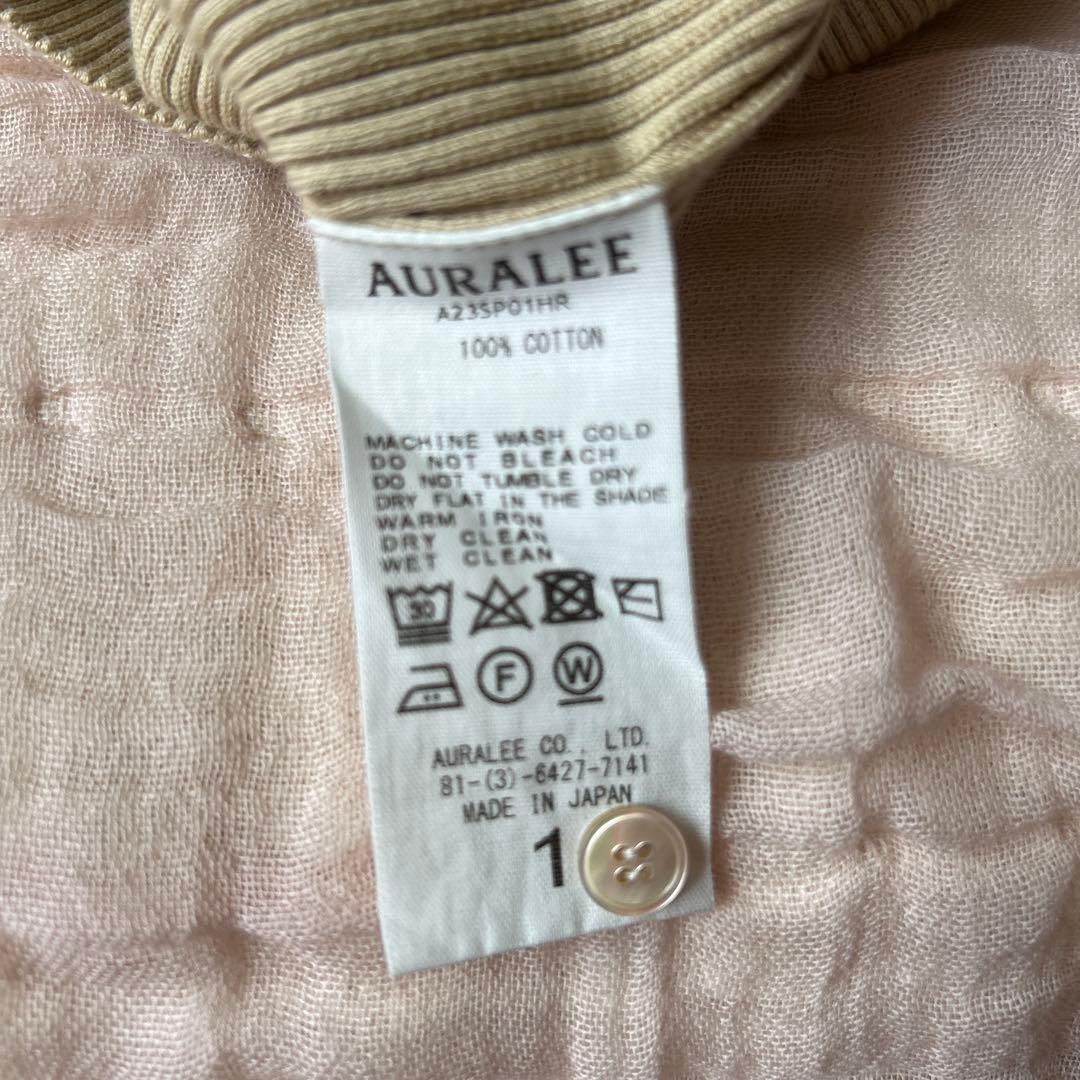 AURALEE
A23SP01HR
100% COTTON
MACHINE WASH COLD
DO NOT BLEACH
DO NOT TUMBLE DRY
DRY FLAT IN THE SHADE
WARM IRON
DRY CLEAN
WET CLEAN
30
F
W
AURALEE CO., LTD.
81-(3)-6427-7141
MADE IN JAPAN
1